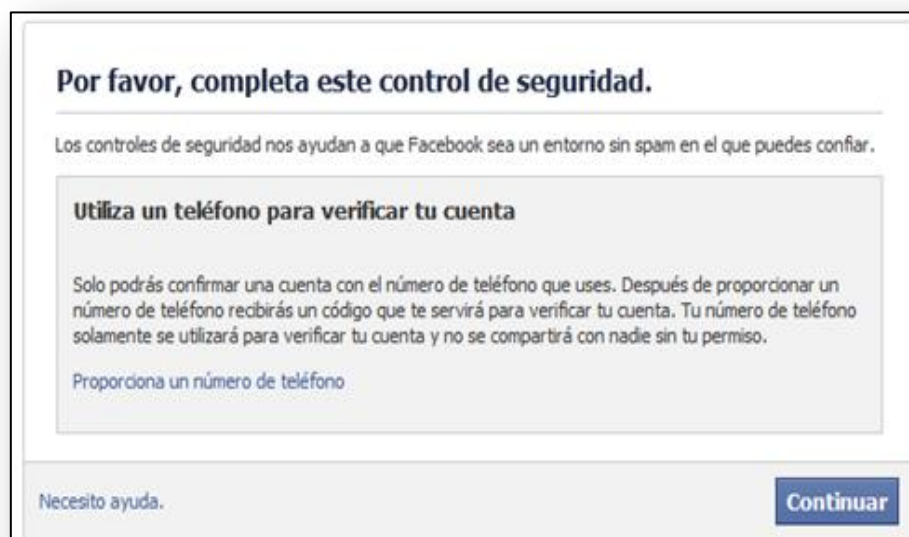 Por favor, completa este control de seguridad.
Los controles de seguridad nos ayudan a que Facebook sea un entorno sin spam en el que puedes confiar.
Utiliza un teléfono para verificar tu cuenta
Solo podrás confirmar una cuenta con el número de teléfono que uses. Después de proporcionar un
número de teléfono recibirás un código que te servirá para verificar tu cuenta. Tu número de teléfono
solamente se utilizará para verificar tu cuenta y no se compartirá con nadie sin tu permiso.
Proporciona un número de teléfono
Necesito ayuda.
Continuar